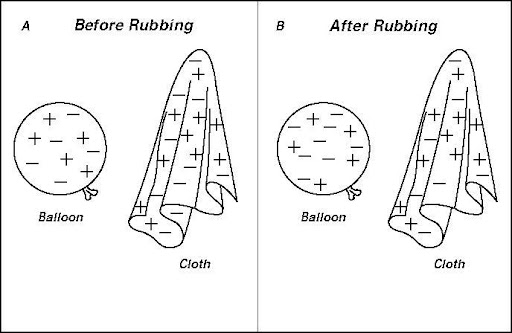 A Before Rubbing
Balloon
Cloth
B After Rubbing
Balloon
Cloth